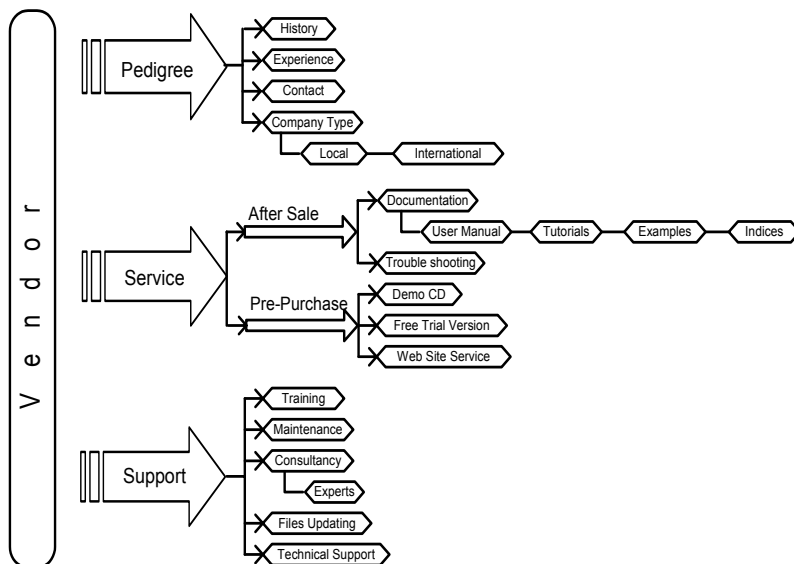 Vendor
Pedigree
History
Experience
Contact
Company Type
Local
International
Service
After Sale
Documentation
User Manual
Tutorials
Examples
Indices
Trouble shooting
Pre-Purchase
Demo CD
Free Trial Version
Web Site Service
Support
Training
Maintenance
Consultancy
Experts
Files Updating
Technical Support